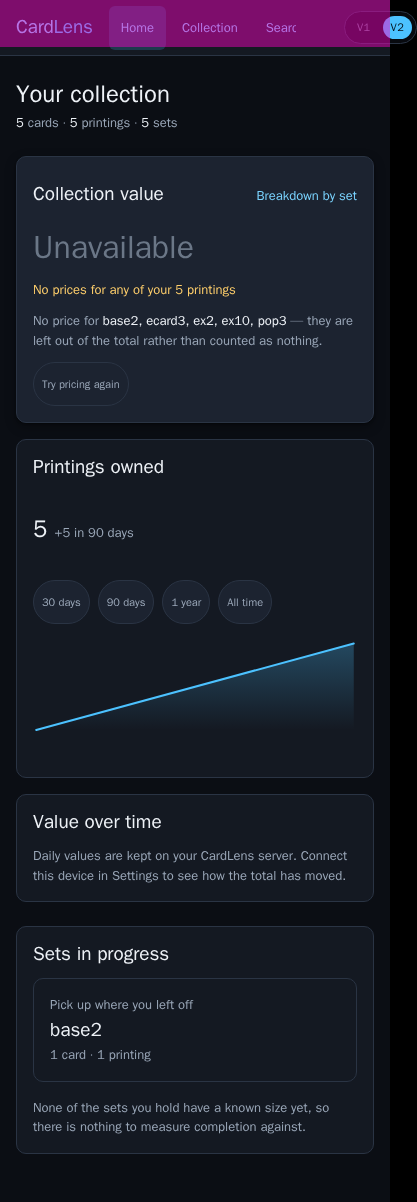 CardLens Home Collection Searc V1 V2
Your collection
5 cards · 5 printings · 5 sets
Collection value Breakdown by set
Unavailable
No prices for any of your 5 printings
No price for base2, ecard3, ex2, ex10, pop3 — they are
left out of the total rather than counted as nothing.
Try pricing again
Printings owned
5 +5 in 90 days
30 days 90 days 1 year All time
Value over time
Daily values are kept on your CardLens server. Connect
this device in Settings to see how the total has moved.
Sets in progress
Pick up where you left off
base2
1 card · 1 printing
None of the sets you hold have a known size yet, so
there is nothing to measure completion against.